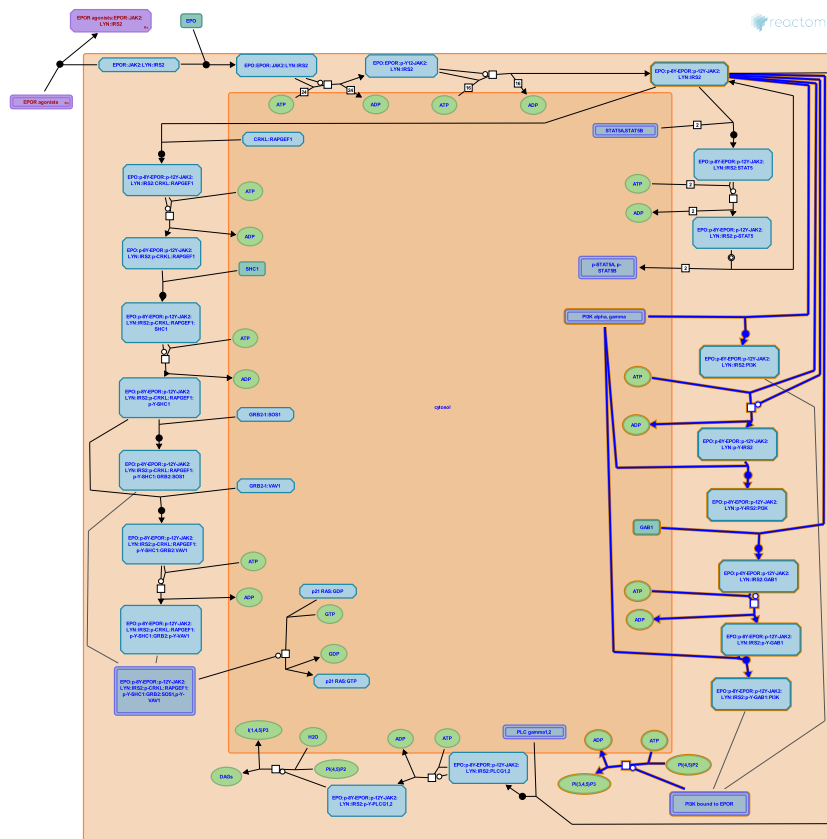 EPOR agonists:EPOR:JAK2:
LYN:IRS2
EPO
reactom
EPOR:JAK2:LYN:IRS2
EPO:EPOR:JAK2:LYN:IRS2
EPO:EPOR:p-Y12-JAK2:
LYN:IRS2
EPO:p-8Y-EPOR:p-12Y-JAK2:
LYN:IRS2
EPOR agonists
24
24
16
16
ATP
ADP
ATP
ADP
CRKL:RAPGEF1
STAT5A,STAT5B
2
EPO:p-8Y-EPOR:p-12Y-JAK2:
LYN:IRS2:CRKL:RAPGEF1
ATP
EPO:p-8Y-EPOR:p-12Y-JAK2:
LYN:IRS2:STAT5
ATP
2
ADP
2
ADP
EPO:p-8Y-EPOR:p-12Y-JAK2:
LYN:IRS2:p-STAT5
EPO:p-8Y-EPOR:p-12Y-JAK2:
LYN:IRS2:p-CRKL:RAPGEF1
SHC1
p-STAT5A, p-
STAT5B
2
EPO:p-8Y-EPOR:p-12Y-JAK2:
LYN:IRS2:p-CRKL:RAPGEF1:
SHC1
PI3K alpha, gamma
ATP
EPO:p-8Y-EPOR:p-12Y-JAK2:
LYN:IRS2:PI3K
ADP
ATP
EPO:p-8Y-EPOR:p-12Y-JAK2:
LYN:IRS2:p-CRKL:RAPGEF1:
p-Y-SHC1
cytosol
GRB2-1:SOS1
ADP
EPO:p-8Y-EPOR:p-12Y-JAK2:
LYN:p-Y-IRS2
EPO:p-8Y-EPOR:p-12Y-JAK2:
LYN:IRS2:p-CRKL:RAPGEF1:
p-Y-SHC1:GRB2:SOS1
GRB2-1:VAV1
EPO:p-8Y-EPOR:p-12Y-JAK2:
LYN:p-Y-IRS2:PI3K
GAB1
EPO:p-8Y-EPOR:p-12Y-JAK2:
LYN:IRS2:p-CRKL:RAPGEF1:
p-Y-SHC1:GRB2:VAV1
ATP
EPO:p-8Y-EPOR:p-12Y-JAK2:
LYN:IRS2:GAB1
p21 RAS:GDP
ATP
ADP
GTP
ADP
EPO:p-8Y-EPOR:p-12Y-JAK2:
LYN:IRS2:p-CRKL:RAPGEF1:
p-Y-SHC1:GRB2:p-Y-VAV1
EPO:p-8Y-EPOR:p-12Y-JAK2:
LYN:IRS2:p-Y-GAB1
GDP
p21 RAS:GTP
EPO:p-8Y-EPOR:p-12Y-JAK2:
LYN:IRS2:p-CRKL:RAPGEF1:
p-Y-SHC1:GRB2:SOS1,p-Y-
VAV1
EPO:p-8Y-EPOR:p-12Y-JAK2:
LYN:IRS2:p-Y-GAB1:PI3K
I(1,4,5)P3
H2O
ADP
ATP
PLC gamma1,2
ADP
ATP
DAGs
PI(4,5)P2
EPO:p-8Y-EPOR:p-12Y-JAK2:
LYN:IRS2:PLCG1,2
PI(4,5)P2
PI(3,4,5)P3
EPO:p-8Y-EPOR:p-12Y-JAK2:
LYN:IRS2:p-Y-PLCG1,2
PI3K bound to EPOR